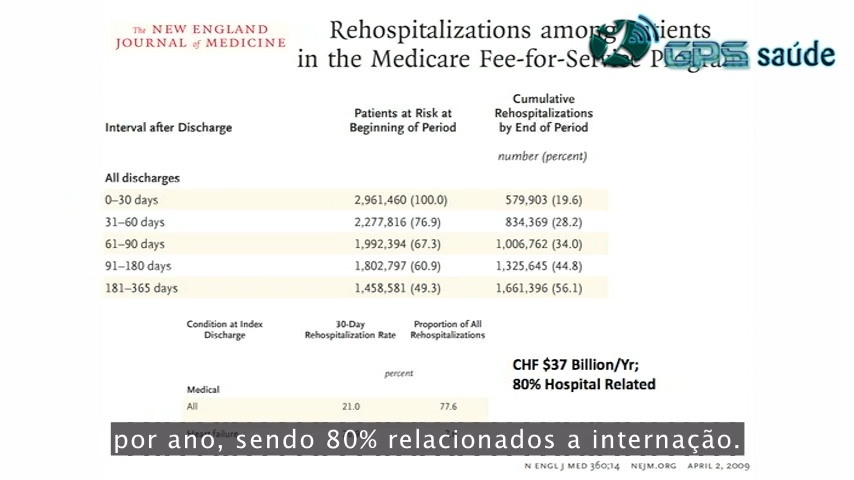 The NEW ENGLAND
JOURNAL of MEDICINE
Rehospitalizations among
in the Medicare Fee-for-Service
GPS saúde
Interval after Discharge
Patients at Risk at
Beginning of Period
Cumulative
Rehospitalizations
by End of Period
number (percent)
All discharges
0–30 days 2,961,460 (100.0) 579,903 (19.6)
31–60 days 2,277,816 (76.9) 834,369 (28.2)
61–90 days 1,992,394 (67.3) 1,006,762 (34.0)
91–180 days 1,802,797 (60.9) 1,325,645 (44.8)
181–365 days 1,458,581 (49.3) 1,661,396 (56.1)
Condition at Index
Discharge
30-Day
Rehospitalization Rate
Proportion of All
Rehospitalizations
percent
Medical
All 21.0 77.6
Heart failure
CHF $37 Billion/Yr;
80% Hospital Related
por ano, sendo 80% relacionados a internação.
N ENGL J MED 360;14 NEJM.ORG APRIL 2, 2009